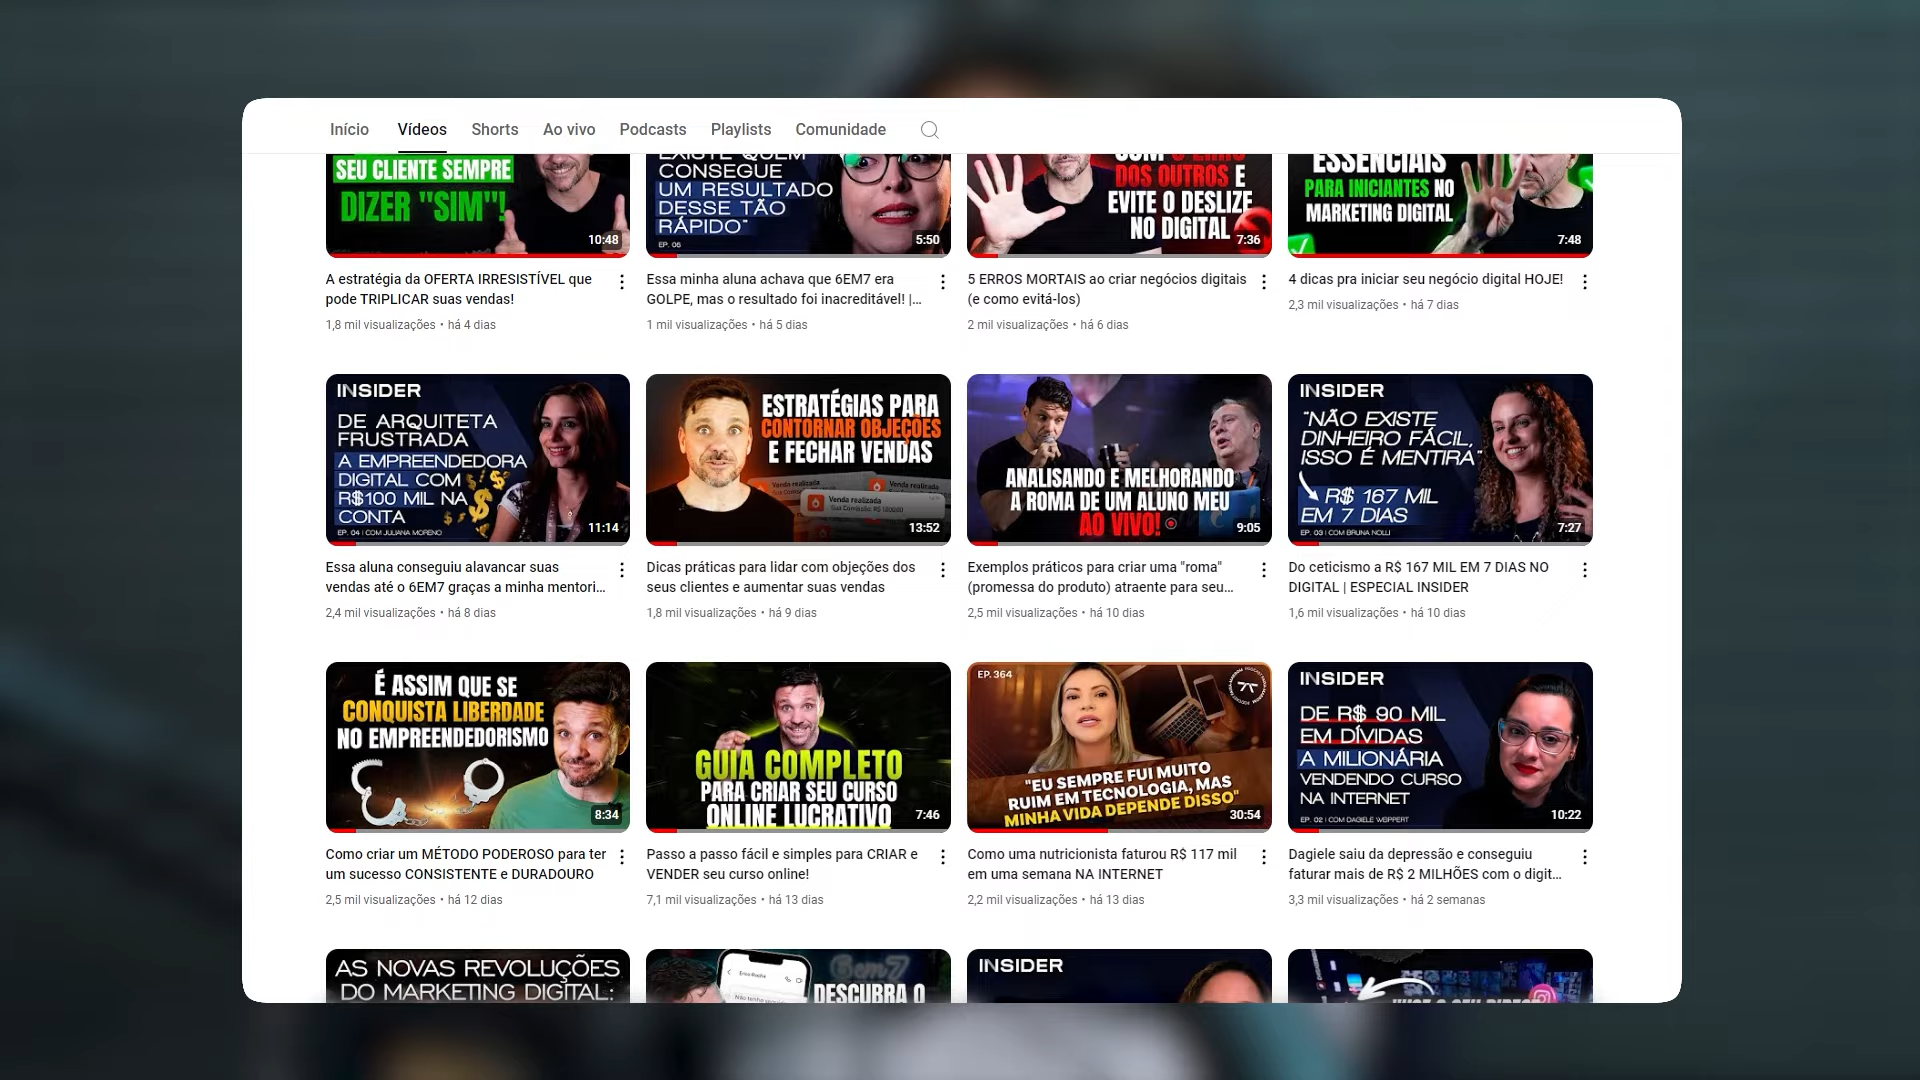 Início
Vídeos
Shorts
Ao vivo
Podcasts
Playlists
Comunidade
SEU CLIENTE SEMPRE
DIZER "SIM"!
10:48
EXISTE QUEM
CONSEGUE
UM RESULTADO
DESSE TÃO
RÁPIDO"
EP. 06
5:50
COM O ERRO
DOS OUTROS E
EVITE O DESLIZE
NO DIGITAL
7:36
ESSENCIAIS
PARA INICIANTES NO
MARKETING DIGITAL
7:48
A estratégia da OFERTA IRRESISTÍVEL que
pode TRIPLICAR suas vendas!
1,8 mil visualizações • há 4 dias
Essa minha aluna achava que 6EM7 era
GOLPE, mas o resultado foi inacreditável! |...
1 mil visualizações • há 5 dias
5 ERROS MORTAIS ao criar negócios digitais
(e como evitá-los)
2 mil visualizações • há 6 dias
4 dicas pra iniciar seu negócio digital HOJE!
2,3 mil visualizações • há 7 dias
INSIDER
DE ARQUITETA
FRUSTRADA
A EMPREENDEDORA
DIGITAL COM
R$100 MIL NA
CONTA
EP. 04 | COM JULIANA MORENO
11:14
ESTRATÉGIAS PARA
CONTORNAR OBJEÇÕES
E FECHAR VENDAS
Venda realizada
Venda realizada
Venda realizada
13:52
ANALISANDO E MELHORANDO
A ROMA DE UM ALUNO MEU
AO VIVO!
9:05
INSIDER
"NÃO EXISTE
DINHEIRO FÁCIL,
ISSO É MENTIRA"
R$ 167 MIL
EM 7 DIAS
EP. 03 | COM BRUNA NOLLI
7:27
Essa aluna conseguiu alavancar suas
vendas até o 6EM7 graças a minha mentori...
2,4 mil visualizações • há 8 dias
Dicas práticas para lidar com objeções dos
seus clientes e aumentar suas vendas
1,8 mil visualizações • há 9 dias
Exemplos práticos para criar uma "roma"
(promessa do produto) atraente para seu...
2,5 mil visualizações • há 10 dias
Do ceticismo a R$ 167 MIL EM 7 DIAS NO
DIGITAL | ESPECIAL INSIDER
1,6 mil visualizações • há 10 dias
É ASSIM QUE SE
CONQUISTA LIBERDADE
NO EMPREENDEDORISMO
8:34
GUIA COMPLETO
PARA CRIAR SEU CURSO
ONLINE LUCRATIVO
7:46
EP. 364
"EU SEMPRE FUI MUITO
RUIM EM TECNOLOGIA, MAS
MINHA VIDA DEPENDE DISSO"
30:54
INSIDER
DE R$ 90 MIL
EM DÍVIDAS
A MILIONÁRIA
VENDENDO CURSO
NA INTERNET
EP. 02 | COM DAGIELE WEPPERT
10:22
Como criar um MÉTODO PODEROSO para ter
um sucesso CONSISTENTE e DURADOURO
2,5 mil visualizações • há 12 dias
Passo a passo fácil e simples para CRIAR e
VENDER seu curso online!
7,1 mil visualizações • há 13 dias
Como uma nutricionista faturou R$ 117 mil
em uma semana NA INTERNET
2,2 mil visualizações • há 13 dias
Dagiele saiu da depressão e conseguiu
faturar mais de R$ 2 MILHÕES com o digit...
3,3 mil visualizações • há 2 semanas
AS NOVAS REVOLUÇÕES
DO MARKETING DIGITAL:
6em7
DESCUBRA O
INSIDER